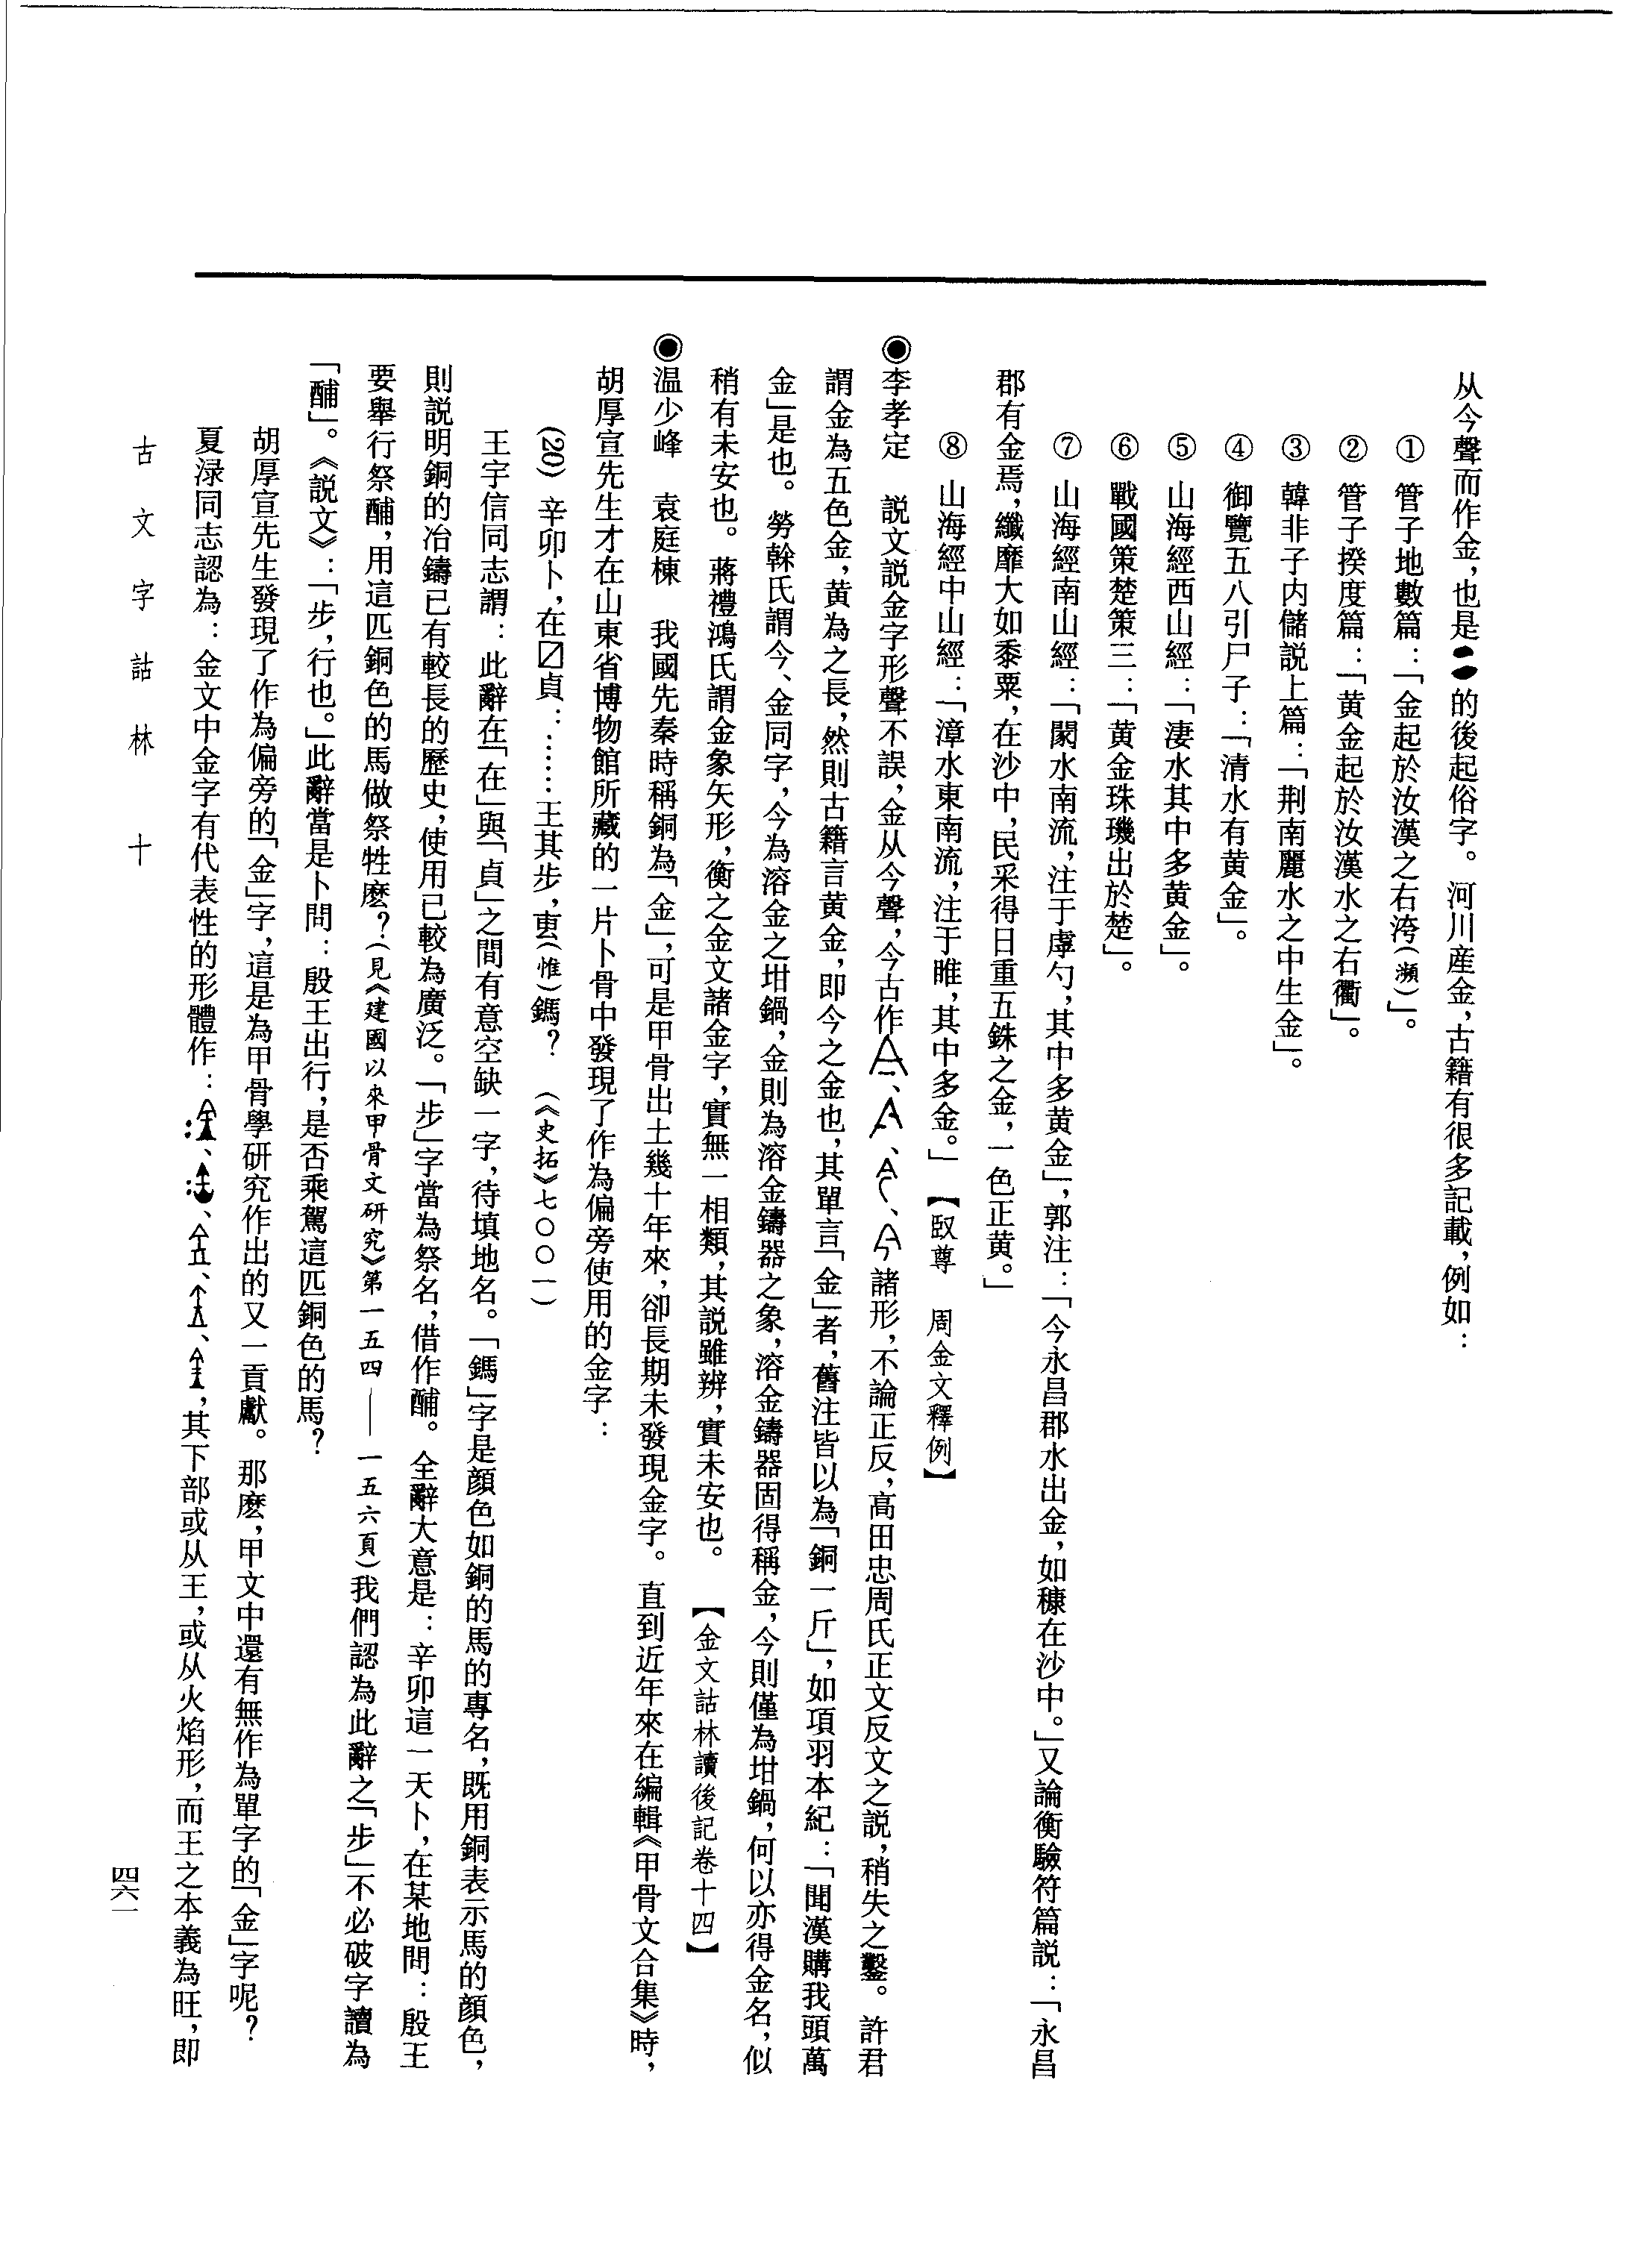 从今聲而作金，也是的後起俗字。河川産金，古籍有很多記載，例如：
① 管子地數篇：「金起於汝漢之右洿（瀕）」。
② 管子揆度篇：「黄金起於汝漢水之右衢」。
③ 韓非子内儲説上篇：「荆南麗水之中生金」。
④ 御覽五八引尸子：「清水有黄金」。
⑤ 山海經西山經：「淒水其中多黄金」。
⑥ 戰國策楚策三：「黄金珠璣出於楚」。
⑦ 山海經南山經：「閡水南流，注于虖勺，其中多黄金」，郭注：「今永昌郡水出金，如穅在沙中。」又論衡驗符篇説：「永昌
郡有金焉，纖靡大如黍粟，在沙中，民采得日重五銖之金，一色正黄。」
⑧ 山海經中山經：「漳水東南流，注于睢，其中多金。」【㝬尊 周金文釋例】
◉李孝定 説文説金字形聲不誤，金从今聲，今古作、、、諸形，不論正反，高田忠周氏正文反文之説，稍失之鑿。許君
謂金為五色金，黄為之長，然則古籍言黄金，即今之金也，其單言「金」者，舊注皆以為「銅一斤」，如項羽本紀：「聞漢購我頭萬
金」是也。勞榦氏謂今、金同字，今為溶金之坩鍋，金則為溶金鑄器之象，溶金鑄器固得稱金，今則僅為坩鍋，何以亦得金名，似
稍有未安也。蔣禮鴻氏謂金象矢形，衡之金文諸金字，實無一相類，其説雖辨，實未安也。 【金文詁林讀後記卷十四】
◉温少峰 袁庭棟 我國先秦時稱銅為「金」，可是甲骨出土幾十年來，卻長期未發現金字。直到近年來在編輯《甲骨文合集》時，
胡厚宣先生才在山東省博物館所藏的一片卜骨中發現了作為偏旁使用的金字：
(20) 辛卯卜，在☐貞：……王其步，叀（惟）鎷？ （《史拓》七〇〇一）
王宇信同志謂：此辭在「在」與「貞」之間有意空缺一字，待填地名。「鎷」字是顔色如銅的馬的專名，既用銅表示馬的顔色，
則説明銅的冶鑄已有較長的歷史，使用已較為廣泛。「步」字當為祭名，借作酺。全辭大意是：辛卯這一天卜，在某地問：殷王
要舉行祭酺，用這匹銅色的馬做祭牲麽？（見《建國以來甲骨文研究》第一五四——一五六頁）我們認為此辭之「步」不必破字讀為
「酺」。《説文》：「步，行也。」此辭當是卜問：殷王出行，是否乘駕這匹銅色的馬？
胡厚宣先生發現了作為偏旁的「金」字，這是為甲骨學研究作出的又一貢獻。那麽，甲文中還有無作為單字的「金」字呢？
夏渌同志認為：金文中金字有代表性的形體作：、、、、，其下部或从王，或从火焰形，而王之本義為旺，即
古文字詁林 十
四六一